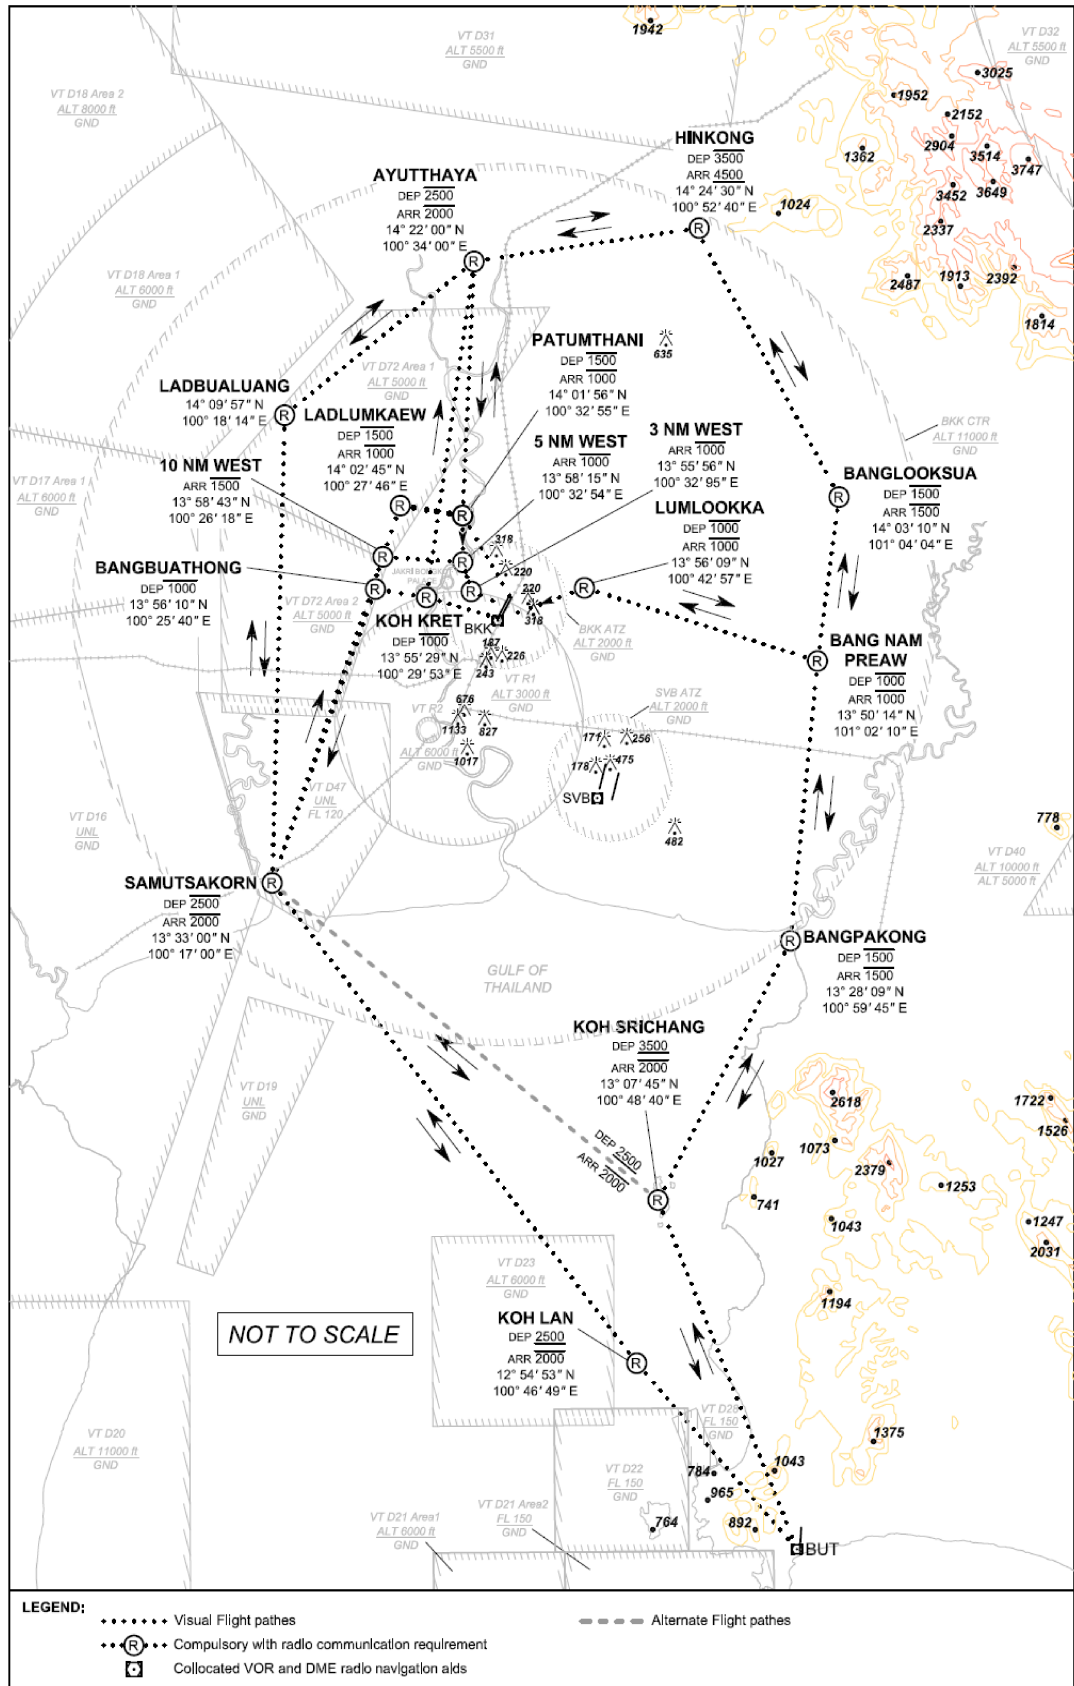 1942
VT D31
ALT 5500 ft
GND
VT D32
ALT 5500 ft
GND
3025
1952
2152
VT D18 Area 2
ALT 8000 ft
GND
HINKONG
DEP 3500
ARR 4500
14° 24' 30" N
100° 52' 40" E
1362
2904
3514
3747
3452
3649
1024
2337
AYUTTHAYA
DEP 2500
ARR 2000
14° 22' 00" N
100° 34' 00" E
VT D18 Area 1
ALT 6000 ft
GND
2487
1913
2392
1814
PATUMTHANI
DEP 1500
ARR 1000
14° 01' 56" N
100° 32' 55" E
635
VT D72 Area 1
ALT 5000 ft
GND
LADBUALUANG
14° 09' 57" N
100° 18' 14" E
LADLUMKAEW
DEP 1500
ARR 1000
14° 02' 45" N
100° 27' 46" E
5 NM WEST
ARR 1000
13° 58' 15" N
100° 32' 54" E
3 NM WEST
ARR 1000
13° 55' 56" N
100° 32' 95" E
BKK CTR
ALT 11000 ft
GND
10 NM WEST
ARR 1500
13° 58' 43" N
100° 26' 18" E
VT D17 Area 1
ALT 6000 ft
GND
BANGLOOKSUA
DEP 1500
ARR 1500
14° 03' 10" N
101° 04' 04" E
LUMLOOKKA
DEP 1000
ARR 1000
13° 56' 09" N
100° 42' 57" E
318
220
220
318
BANGBUATHONG
DEP 1000
13° 56' 10" N
100° 25' 40" E
PALACE
VT D72 Area 2
ALT 5000 ft
GND
KOH KRET
DEP 1000
13° 55' 29" N
100° 29' 53" E
BKK
187
226
243
BKK ATZ
ALT 2000 ft
GND
BANG NAM
PREAW
DEP 1000
ARR 1000
13° 50' 14" N
101° 02' 10" E
VT R1
ALT 3000 ft
GND
VT R2
ALT 6000 ft
GND
676
1133
827
1017
SVB ATZ
ALT 2000 ft
GND
171
256
178
475
SVB
482
VT D47
UNL
FL 120
VT D16
UNL
GND
778
VT D40
ALT 10000 ft
ALT 5000 ft
SAMUTSAKORN
DEP 2500
ARR 2000
13° 33' 00" N
100° 17' 00" E
BANGPAKONG
DEP 1500
ARR 1500
13° 28' 09" N
100° 59' 45" E
GULF OF
THAILAND
KOH SRICHANG
DEP 3500
ARR 2000
13° 07' 45" N
100° 48' 40" E
VT D19
UNL
GND
DEP 2500
ARR 2000
2618
1722
1526
1073
1027
2379
1253
741
1043
1247
2031
1194
VT D23
ALT 6000 ft
GND
NOT TO SCALE
KOH LAN
DEP 2500
ARR 2000
12° 54' 53" N
100° 46' 49" E
VT D20
ALT 11000 ft
GND
FL 150
GND
1375
VT D22
FL 150
GND
784
1043
965
VT D21 Area1
ALT 6000 ft
GND
VT D21 Area2
FL 150
GND
764
892
BUT
LEGEND:
Visual Flight pathes
Alternate Flight pathes
R Compulsory with radio communication requirement
Collocated VOR and DME radio navigation aids